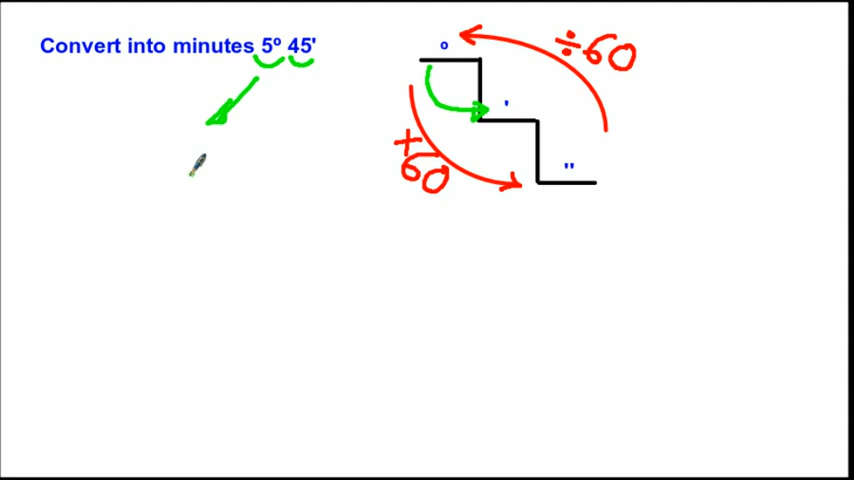 Convert into minutes 5º 45'
º
÷60
'
×60
"